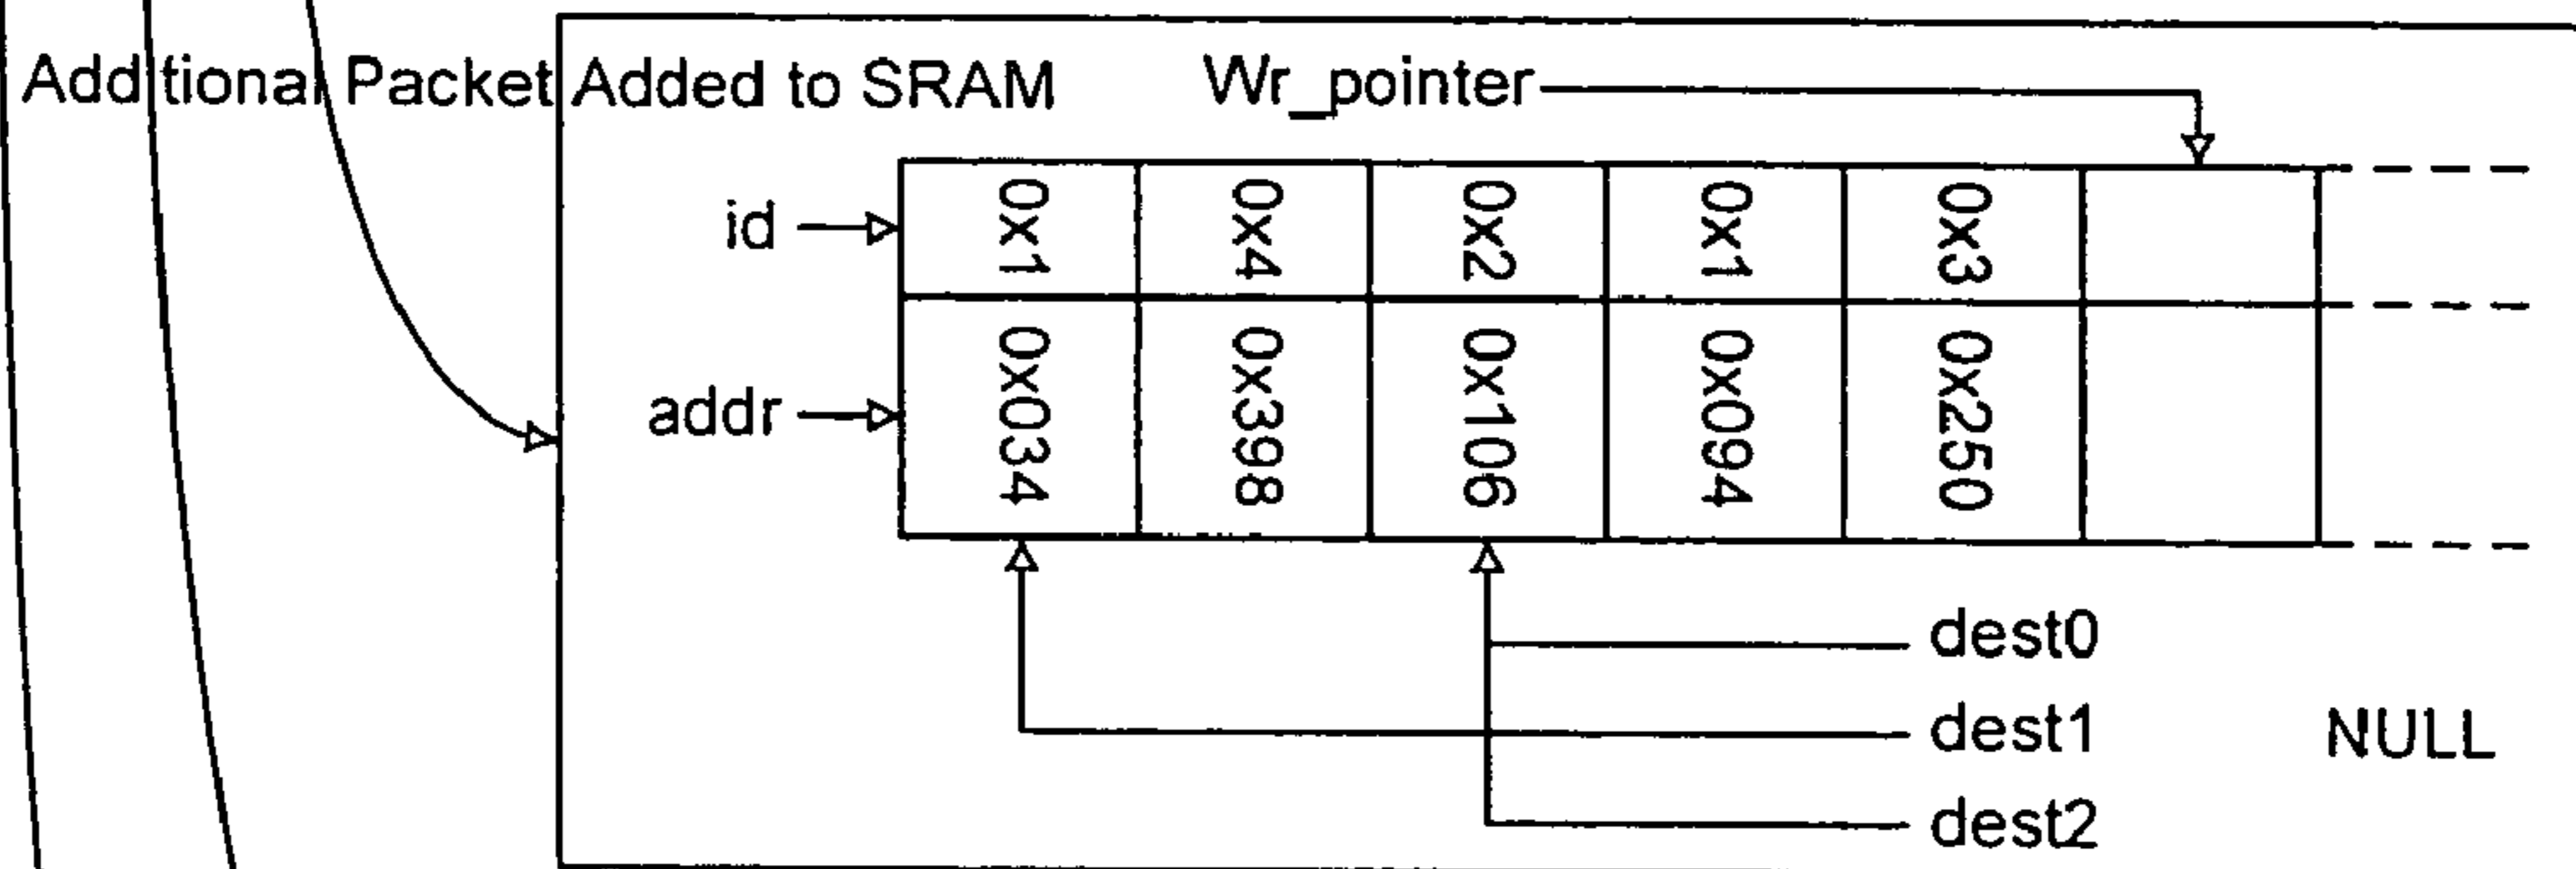 Additional Packet Added to SRAM Wr_pointer
id 0x1 0x4 0x2 0x1 0x3
addr 0x034 0x398 0x106 0x094 0x250
dest0
dest1 NULL
dest2